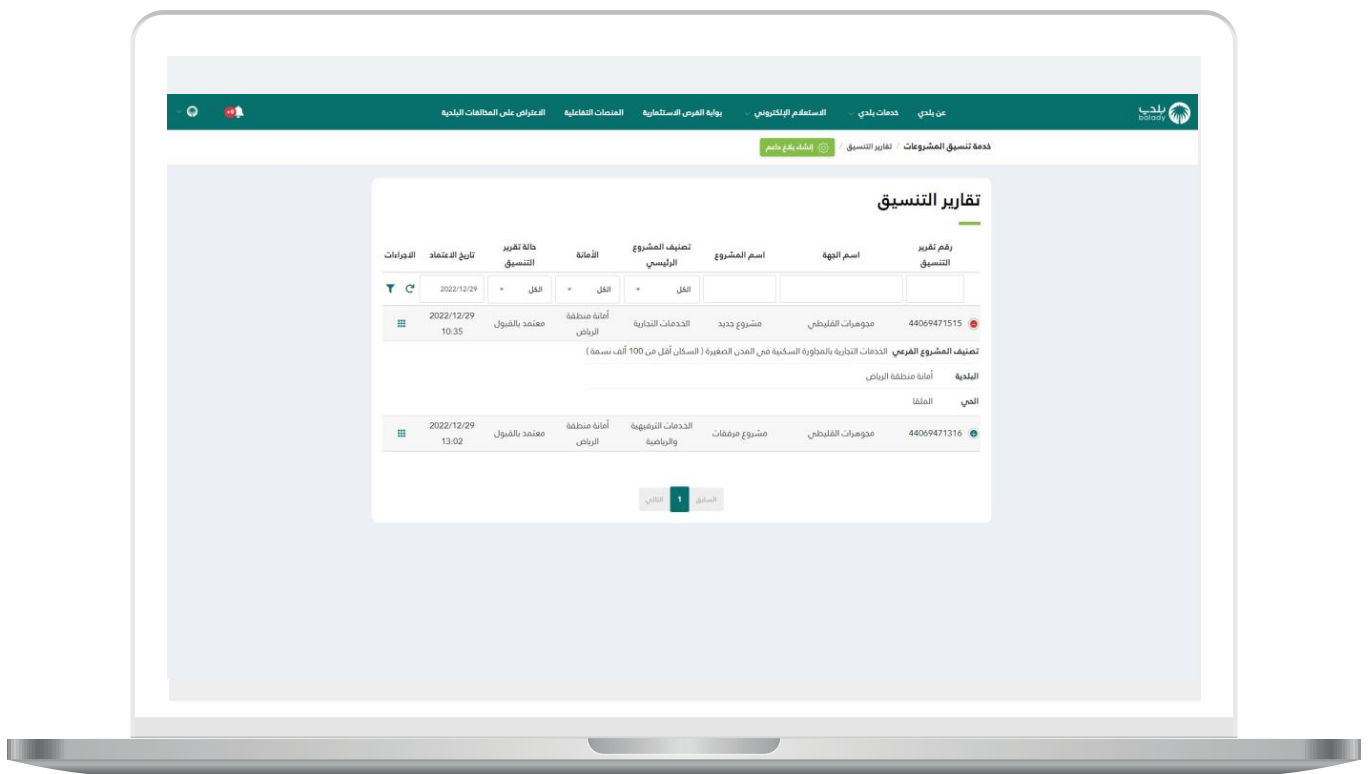 بلدي
balady
عن بلدي خدمات بلدي الاستعلام الإلكتروني بوابة الفرص الاستثمارية المنصات التفاعلية الاعتراض على المخالفات البلدية
خدمة تنسيق المشروعات / تقارير التنسيق / إنشاء بلاغ داعم
تقارير التنسيق
رقم تقرير التنسيق اسم الجهة اسم المشروع تصنيف المشروع الرئيسي الأمانة حالة تقرير التنسيق تاريخ الاعتماد الاجراءات
الكل الكل الكل 2022/12/29
44069471515 مجوهرات القليطي مشروع جديد الخدمات التجارية أمانة منطقة الرياض معتمد بالقبول 2022/12/29 10:35
تصنيف المشروع الفرعي الخدمات التجارية بالمجاورة السكنية في المدن الصغيرة ( السكان أقل من 100 ألف نسمة )
البلدية أمانة منطقة الرياض
الحي الملقا
44069471316 مجوهرات القليطي مشروع مرفقات الخدمات الترفيهية والرياضية أمانة منطقة الرياض معتمد بالقبول 2022/12/29 13:02
السابق 1 التالي